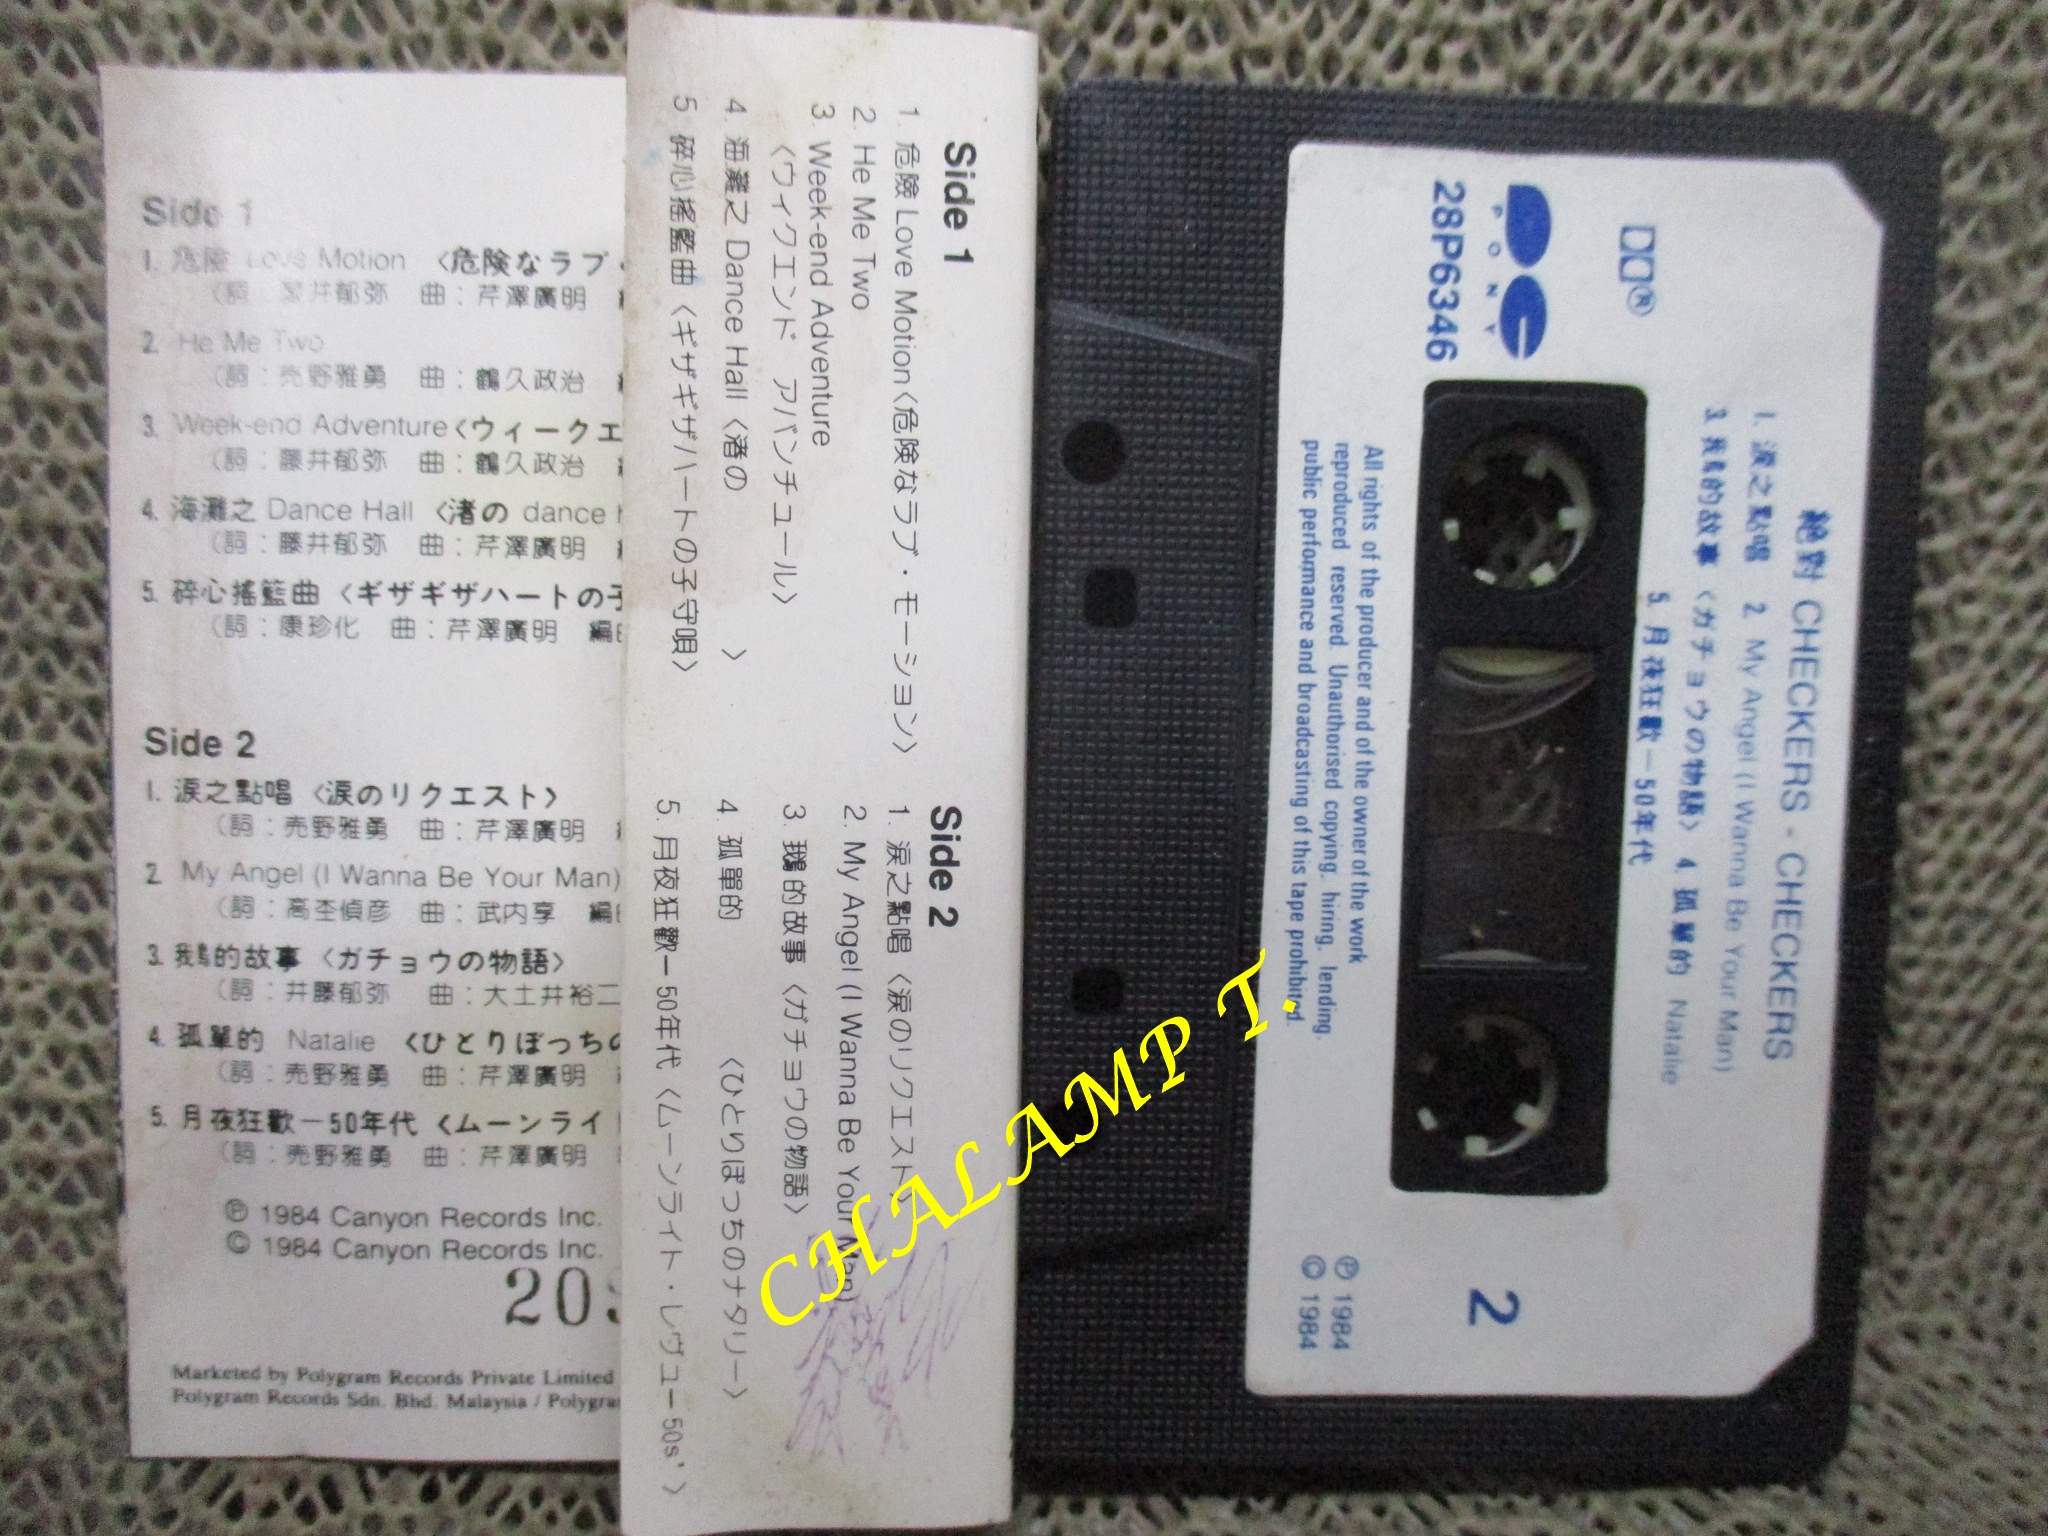 Side 1
1. 危險 Love Motion 〈危険なラブ・
(詞：藻井郁弥 曲：芹澤廣明
2. He Me Two
(詞：売野雅勇 曲：鶴久政治
3. Week-end Adventure〈ウィークエ
(詞：藤井郁弥 曲：鶴久政治
4. 海灘之 Dance Hall 〈渚の dance h
(詞：藤井郁弥 曲：芹澤廣明
5. 碎心搖籃曲 〈ギザギザハートの子
(詞：康珍化 曲：芹澤廣明 編
Side 2
1. 涙之點唱 〈涙のリクエスト〉
(詞：売野雅勇 曲：芹澤廣明
2. My Angel (I Wanna Be Your Man)
(詞：高杢偵彦 曲：武内享 編
3. 鵝的故事 〈ガチョウの物語〉
(詞：井藤郁弥 曲：大土井裕二
4. 孤單的 Natalie 〈ひとりぼっちの
(詞：売野雅勇 曲：芹澤廣明
5. 月夜狂歡－50年代 〈ムーンライト
(詞：売野雅勇 曲：芹澤廣明
Ⓟ 1984 Canyon Records Inc.
© 1984 Canyon Records Inc.
20
Marketed by Polygram Records Private Limited
Polygram Records Sdn. Bhd. Malaysia / Polygra
Side 1
1. 危險 Love Motion〈危険なラブ・モーション〉
2. He Me Two
3. Week-end Adventure
〈ウィクエンド アバンチュール〉
4. 海灘之 Dance Hall 〈渚の 〉
5. 碎心搖籃曲〈ギザギザハートの子守唄〉
Side 2
1. 涙之點唱 〈涙のリクエスト〉
2. My Angel (I Wanna Be Your Man)
3. 鵝的故事 〈ガチョウの物語〉
4. 孤單的 〈ひとりぼっちのナタリー〉
5. 月夜狂歡－50年代〈ムーンライト・レヴュー50s'〉
絕對 CHECKERS - CHECKERS
1. 涙之點唱 2. My Angel (I Wanna Be Your Man)
3. 鵝的故事 〈ガチョウの物語〉 4. 孤單的 Natalie
5. 月夜狂歡－50年代
PONY
28P6346
All rights of the producer and of the owner of the work
reproduced reserved. Unauthorised copying, hiring, lending,
public performance and broadcasting of this tape prohibited.
2
Ⓟ 1984
© 1984
CHALAMP T.